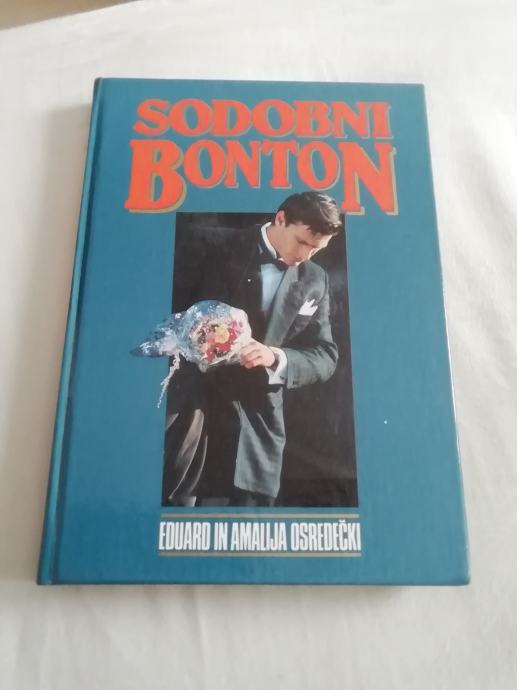 SODOBNI
BONTON
EDUARD IN AMALIJA OSREDEČKI